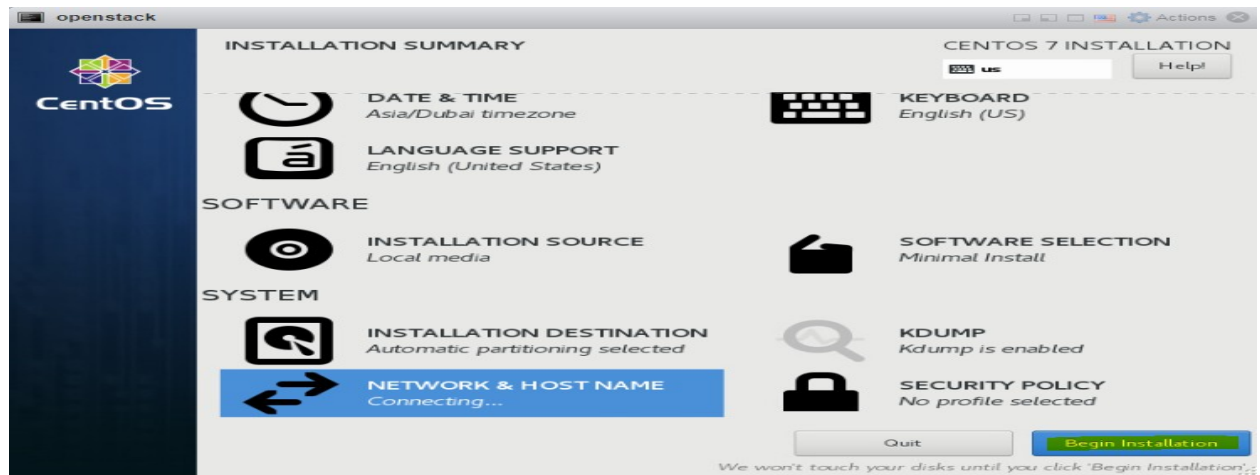 openstack
Actions
INSTALLATION SUMMARY
CENTOS 7 INSTALLATION
us
Help!
CentOS
DATE & TIME
Asia/Dubai timezone
KEYBOARD
English (US)
á
LANGUAGE SUPPORT
English (United States)
SOFTWARE
INSTALLATION SOURCE
Local media
SOFTWARE SELECTION
Minimal Install
SYSTEM
INSTALLATION DESTINATION
Automatic partitioning selected
KDUMP
Kdump is enabled
NETWORK & HOST NAME
Connecting...
SECURITY POLICY
No profile selected
Quit
Begin Installation
We won't touch your disks until you click 'Begin Installation'.